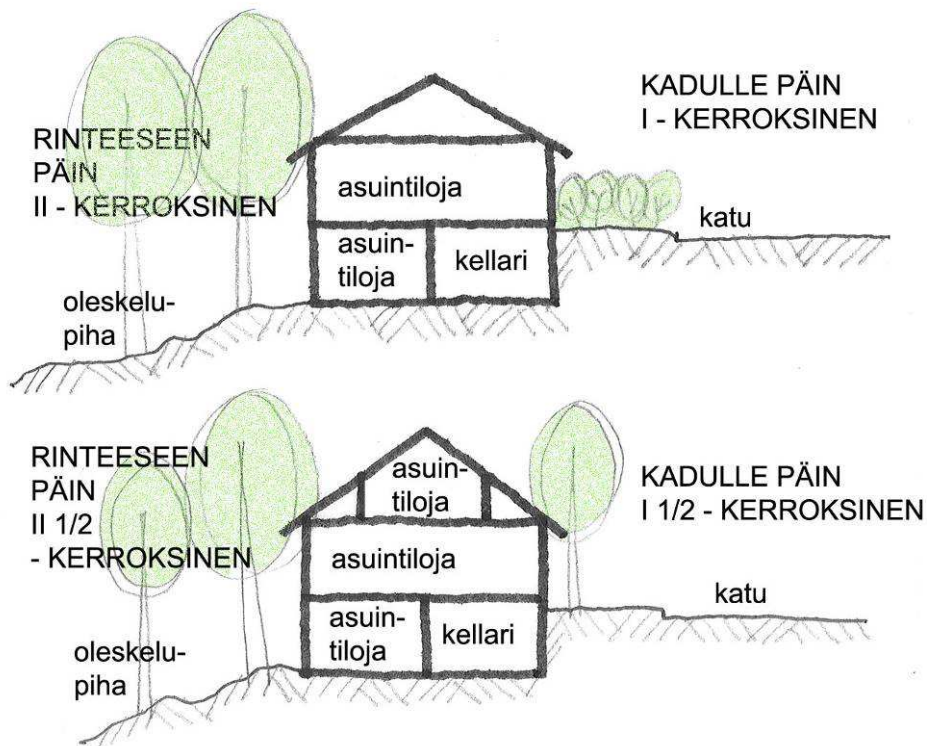 RINTEESEEN
PÄIN
II - KERROKSINEN
KADULLE PÄIN
I - KERROKSINEN
asuintiloja
asuin-
tiloja
kellari
katu
oleskelu-
piha
RINTEESEEN
PÄIN
II 1/2
- KERROKSINEN
asuin-
tiloja
KADULLE PÄIN
I 1/2 - KERROKSINEN
asuintiloja
asuin-
tiloja
kellari
katu
oleskelu-
piha